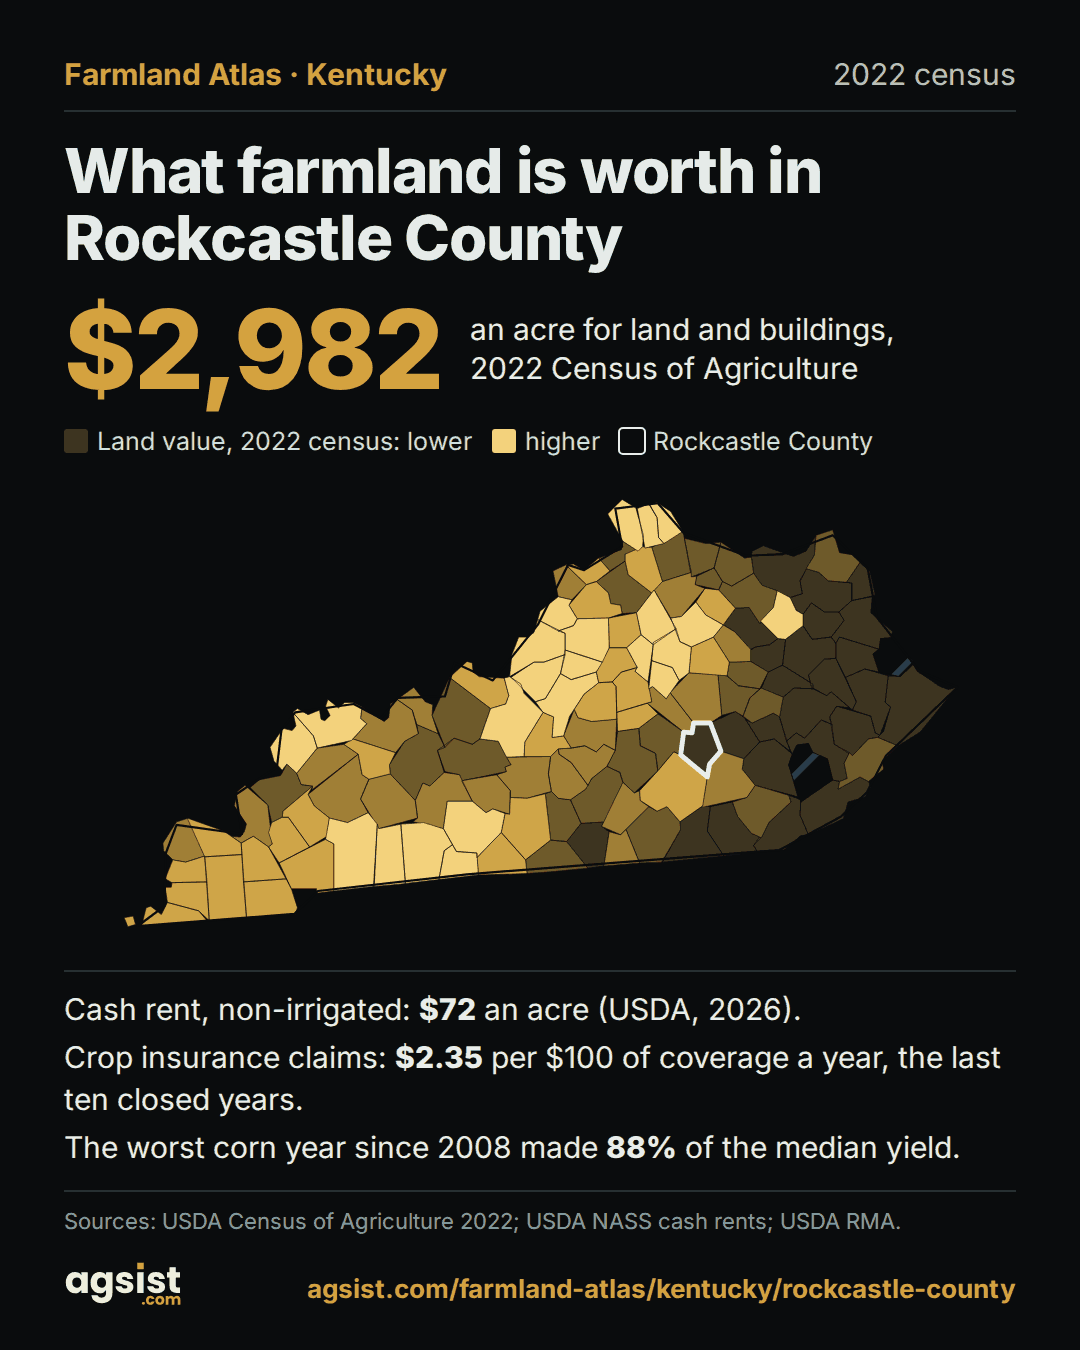 Farmland Atlas · Kentucky
2022 census
What farmland is worth in
Rockcastle County
$2,982
an acre for land and buildings,
2022 Census of Agriculture
Land value, 2022 census: lower
higher
Rockcastle County
Cash rent, non-irrigated: $72 an acre (USDA, 2026).
Crop insurance claims: $2.35 per $100 of coverage a year, the last
ten closed years.
The worst corn year since 2008 made 88% of the median yield.
Sources: USDA Census of Agriculture 2022; USDA NASS cash rents; USDA RMA.
agsist
.com
agsist.com/farmland-atlas/kentucky/rockcastle-county